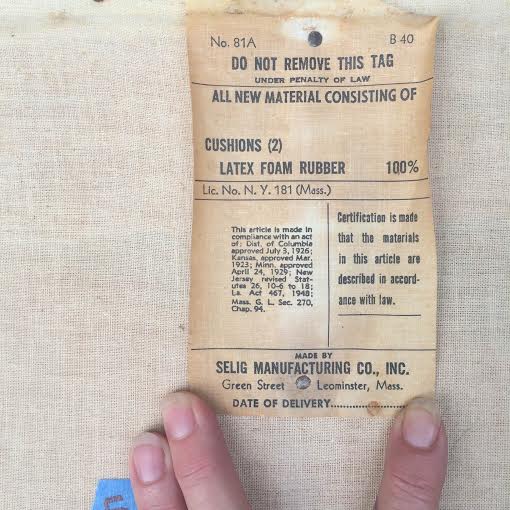 No. 81A B 40
DO NOT REMOVE THIS TAG
UNDER PENALTY OF LAW
ALL NEW MATERIAL CONSISTING OF
CUSHIONS (2)
LATEX FOAM RUBBER 100%
Lic. No. N. Y. 181 (Mass.)
This article is made in
compliance with an act
of; Dist. of Columbia
approved July 3, 1926;
Kansas, approved Mar.
1923; Minn. approved
April 24, 1929; New
Jersey revised Stat-
utes 26, 10-6 to 18;
La. Act 467, 1948;
Mass. G. L. Sec. 270,
Chap. 94.
Certification is made
that the materials
in this article are
described in accord-
ance with law.
MADE BY
SELIG MANUFACTURING CO., INC.
Green Street Leominster, Mass.
DATE OF DELIVERY....................